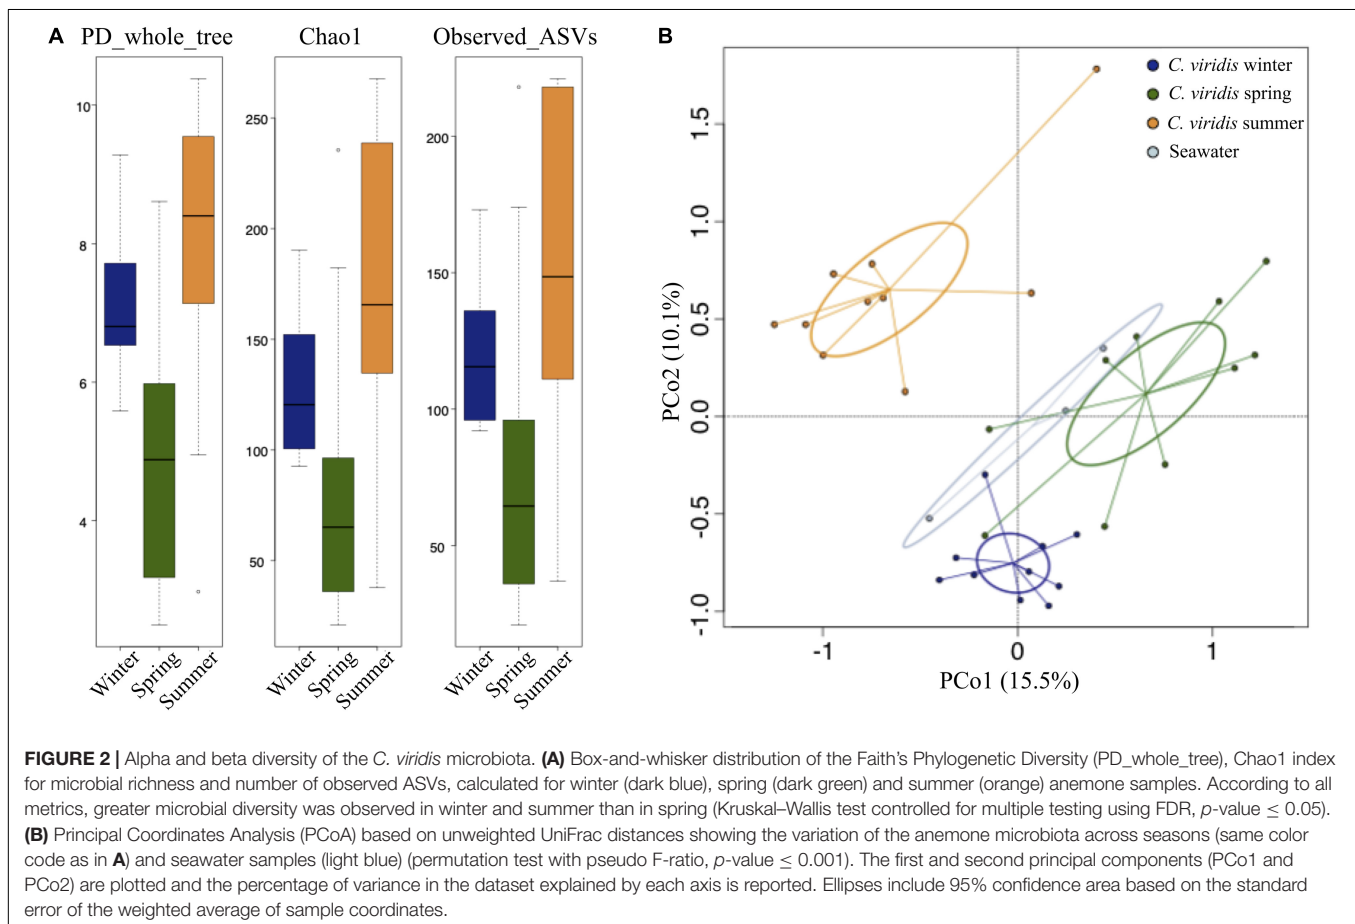 A PD_whole_tree Chao1 Observed_ASVs
10
8
6
4
250
200
150
100
50
200
150
100
50
Winter Spring Summer Winter Spring Summer Winter Spring Summer
B
C. viridis winter
C. viridis spring
C. viridis summer
Seawater
PCo2 (10.1%)
1.5
1.0
0.5
0.0
-0.5
-1.0
-1 0 1
PCo1 (15.5%)
FIGURE 2 | Alpha and beta diversity of the C. viridis microbiota. (A) Box-and-whisker distribution of the Faith’s Phylogenetic Diversity (PD_whole_tree), Chao1 index
for microbial richness and number of observed ASVs, calculated for winter (dark blue), spring (dark green) and summer (orange) anemone samples. According to all
metrics, greater microbial diversity was observed in winter and summer than in spring (Kruskal–Wallis test controlled for multiple testing using FDR, p-value ≤ 0.05).
(B) Principal Coordinates Analysis (PCoA) based on unweighted UniFrac distances showing the variation of the anemone microbiota across seasons (same color
code as in A) and seawater samples (light blue) (permutation test with pseudo F-ratio, p-value ≤ 0.001). The first and second principal components (PCo1 and
PCo2) are plotted and the percentage of variance in the dataset explained by each axis is reported. Ellipses include 95% confidence area based on the standard
error of the weighted average of sample coordinates.